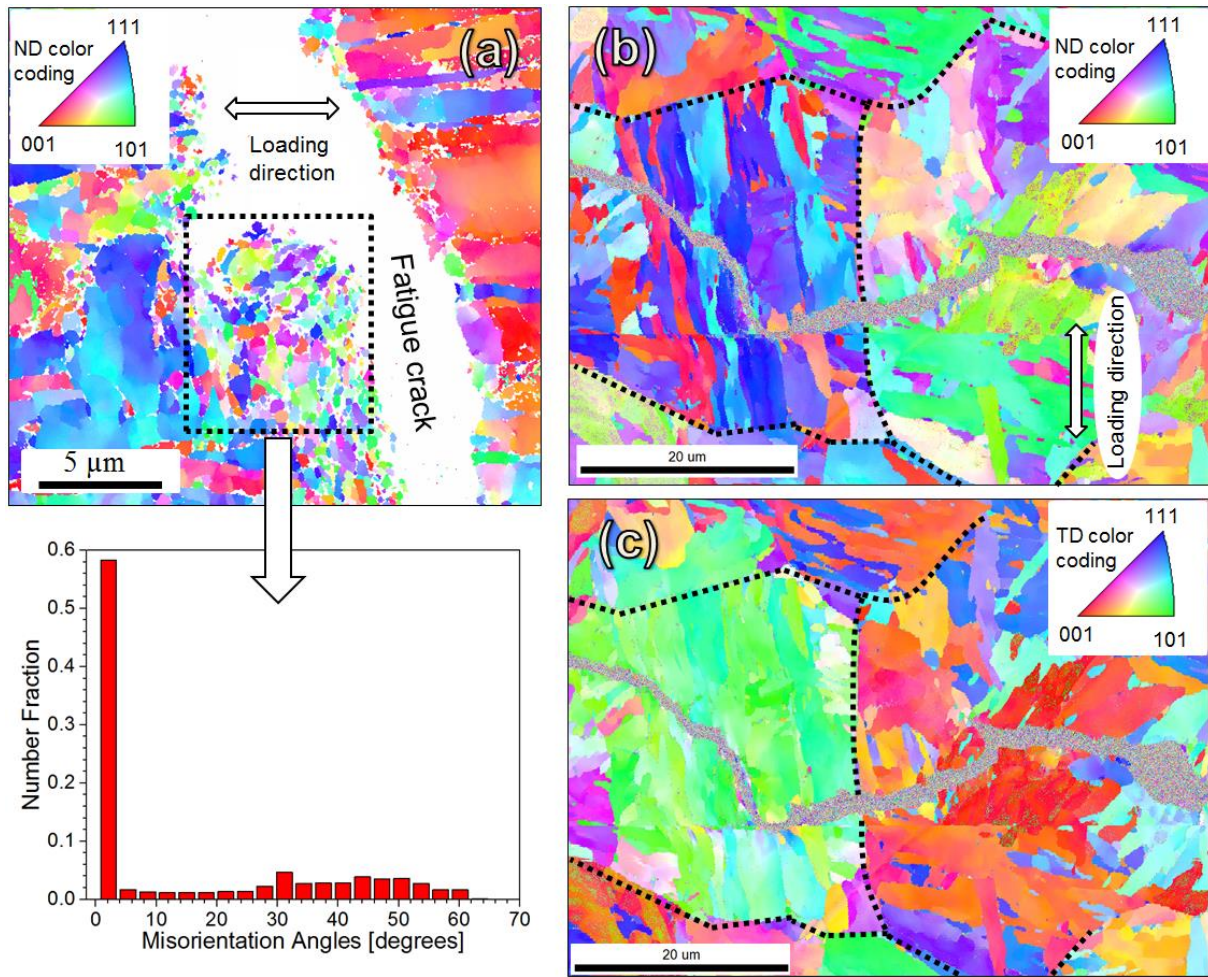 (a)
ND color
coding
111
001
101
Loading
direction
Fatigue crack
5 µm
0.6
0.5
0.4
0.3
0.2
0.1
0.0
Number Fraction
0
10
20
30
40
50
60
70
Misorientation Angles [degrees]
(b)
ND color
coding
111
001
101
Loading direction
20 um
(c)
TD color
coding
111
001
101
20 um